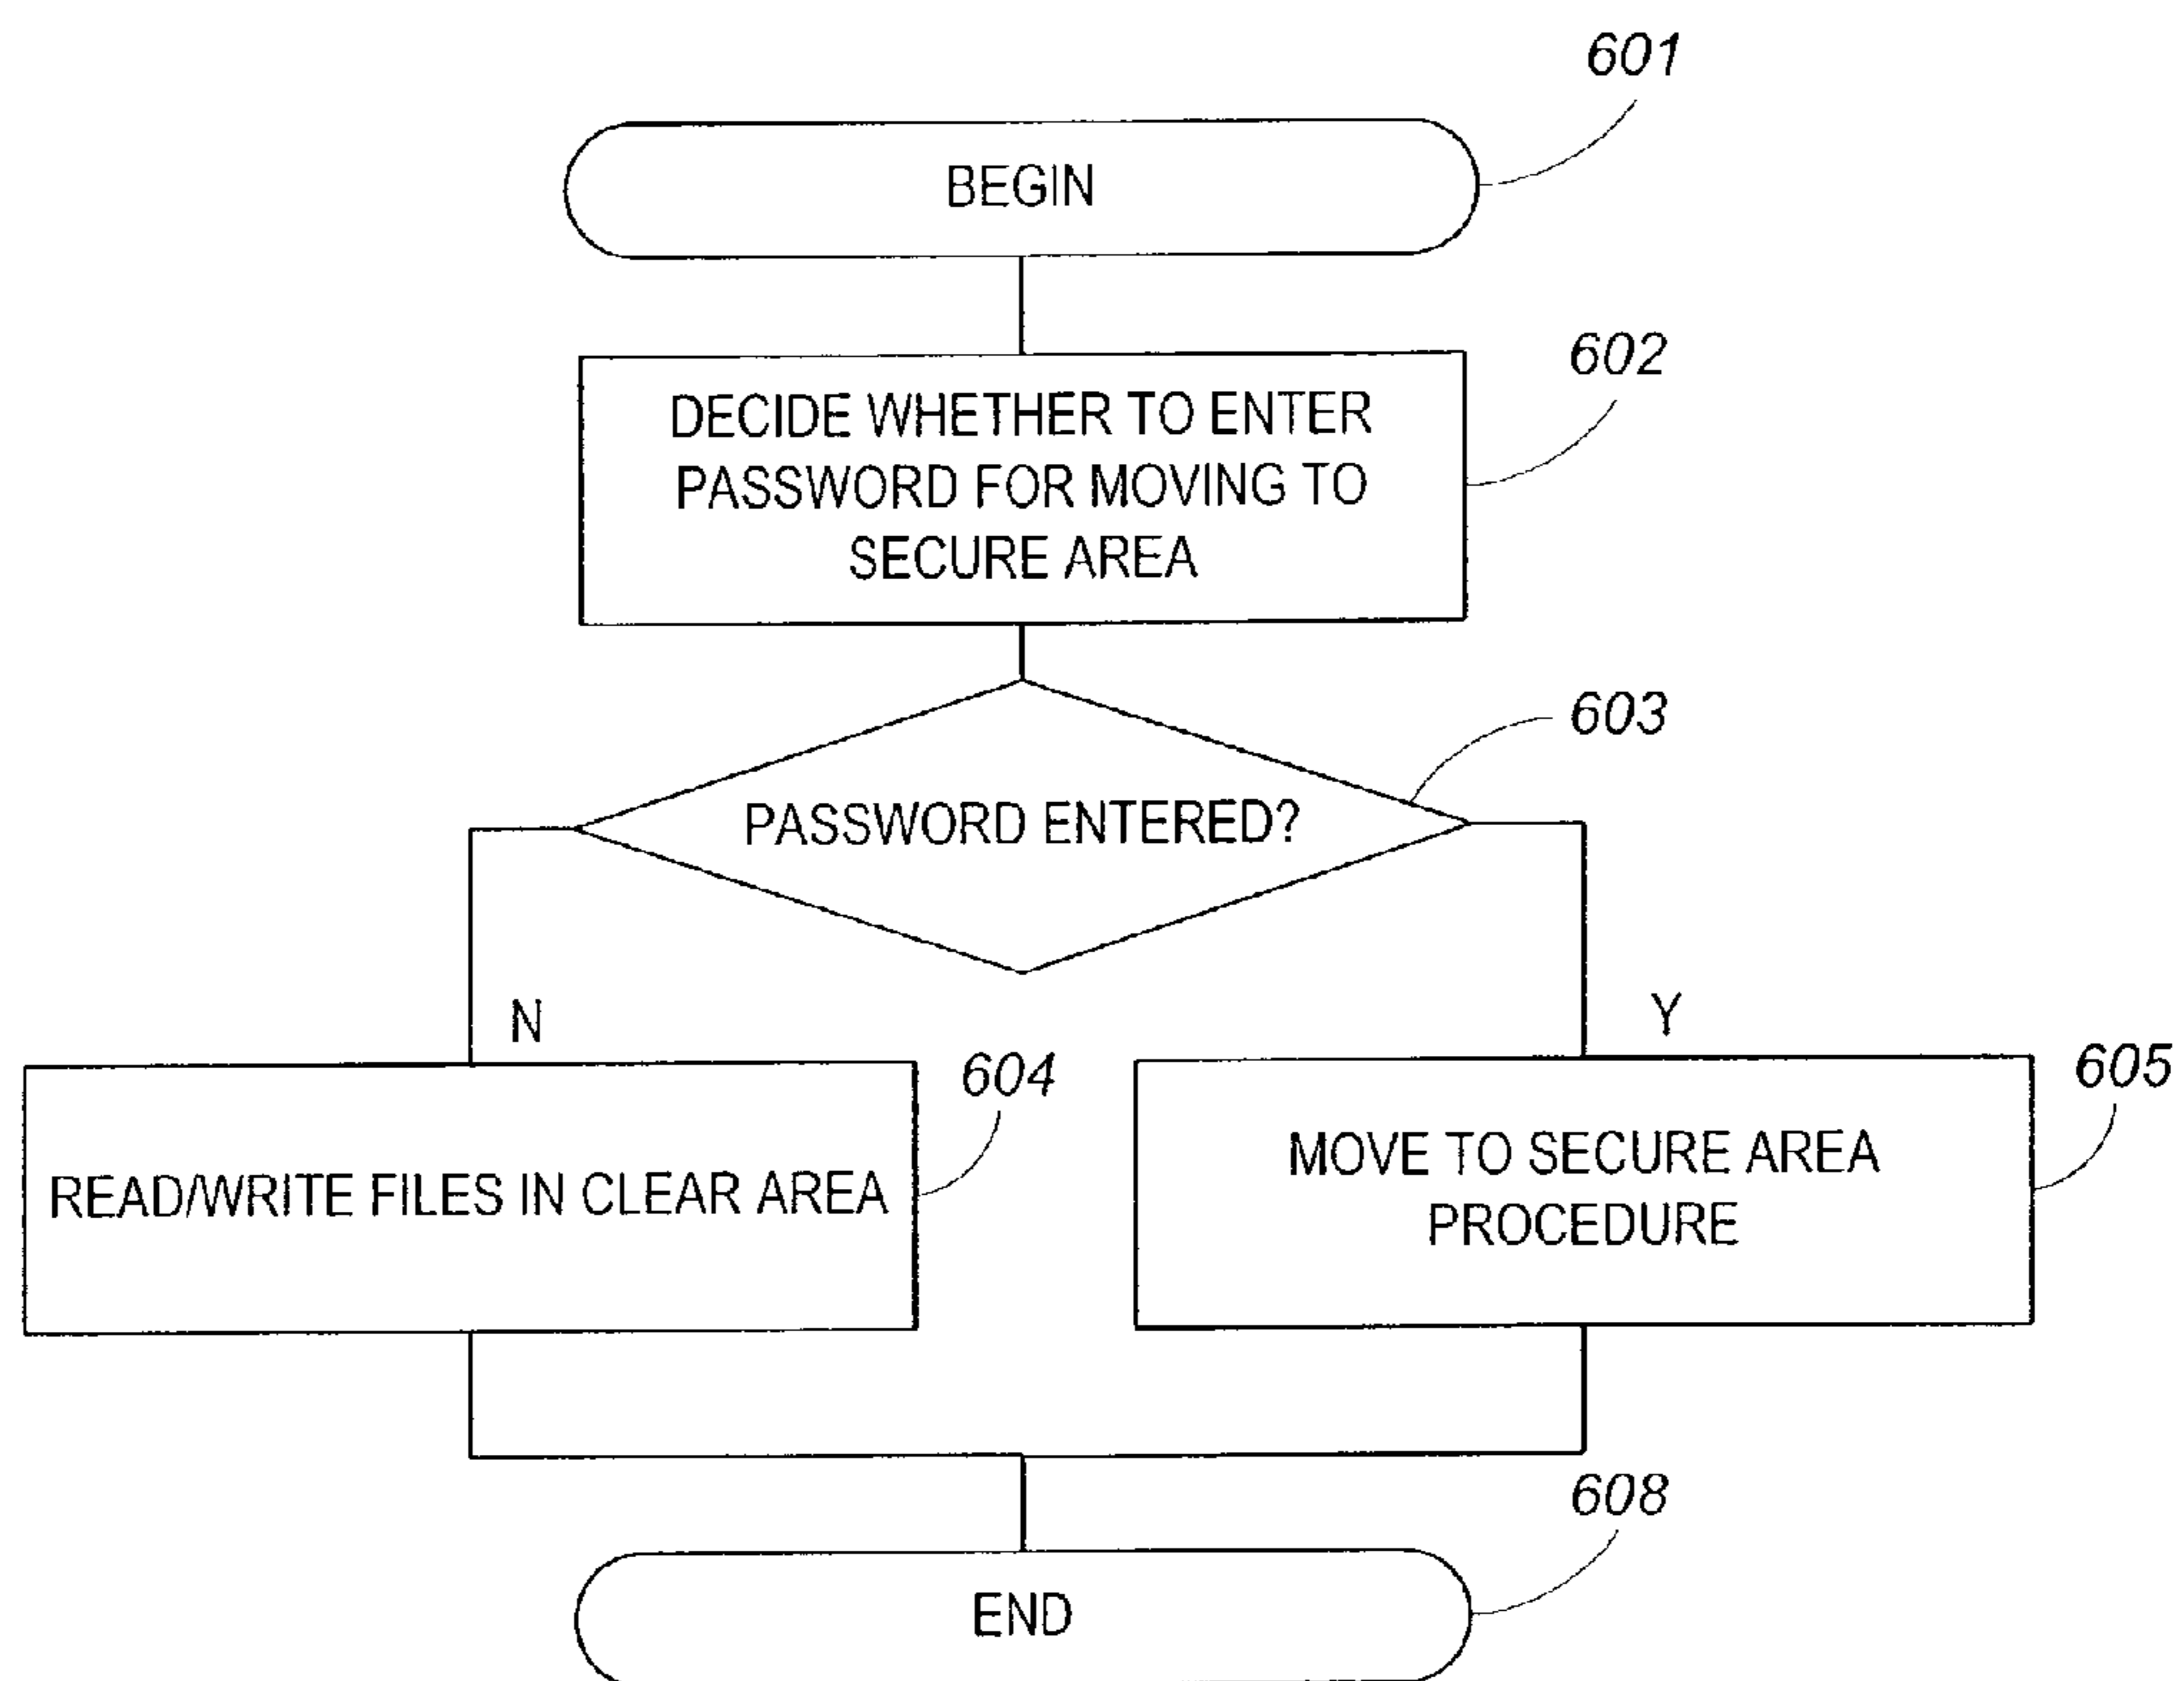 601
BEGIN
602
DECIDE WHETHER TO ENTER
PASSWORD FOR MOVING TO
SECURE AREA
603
PASSWORD ENTERED?
N
Y
604
605
READ/WRITE FILES IN CLEAR AREA
MOVE TO SECURE AREA
PROCEDURE
608
END